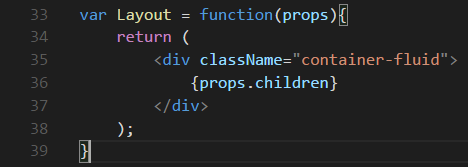 33 var Layout = function(props){
34     return (
35         <div className="container-fluid">
36             {props.children}
37         </div>
38     );
39 }